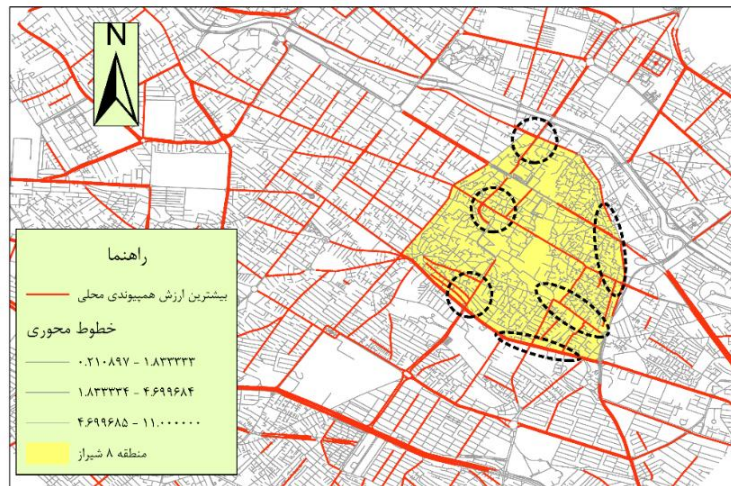 N
راهنما
بیشترین ارزش همپیوندی محلی
خطوط محوری
۰.۲۱۰۸۹۷ - ۱.۸۳۳۳۳۳
۱.۸۳۳۳۳۴ - ۴.۶۹۹۶۸۴
۴.۶۹۹۶۸۵ - ۱۱.۰۰۰۰۰۰
منطقه ۸ شیراز